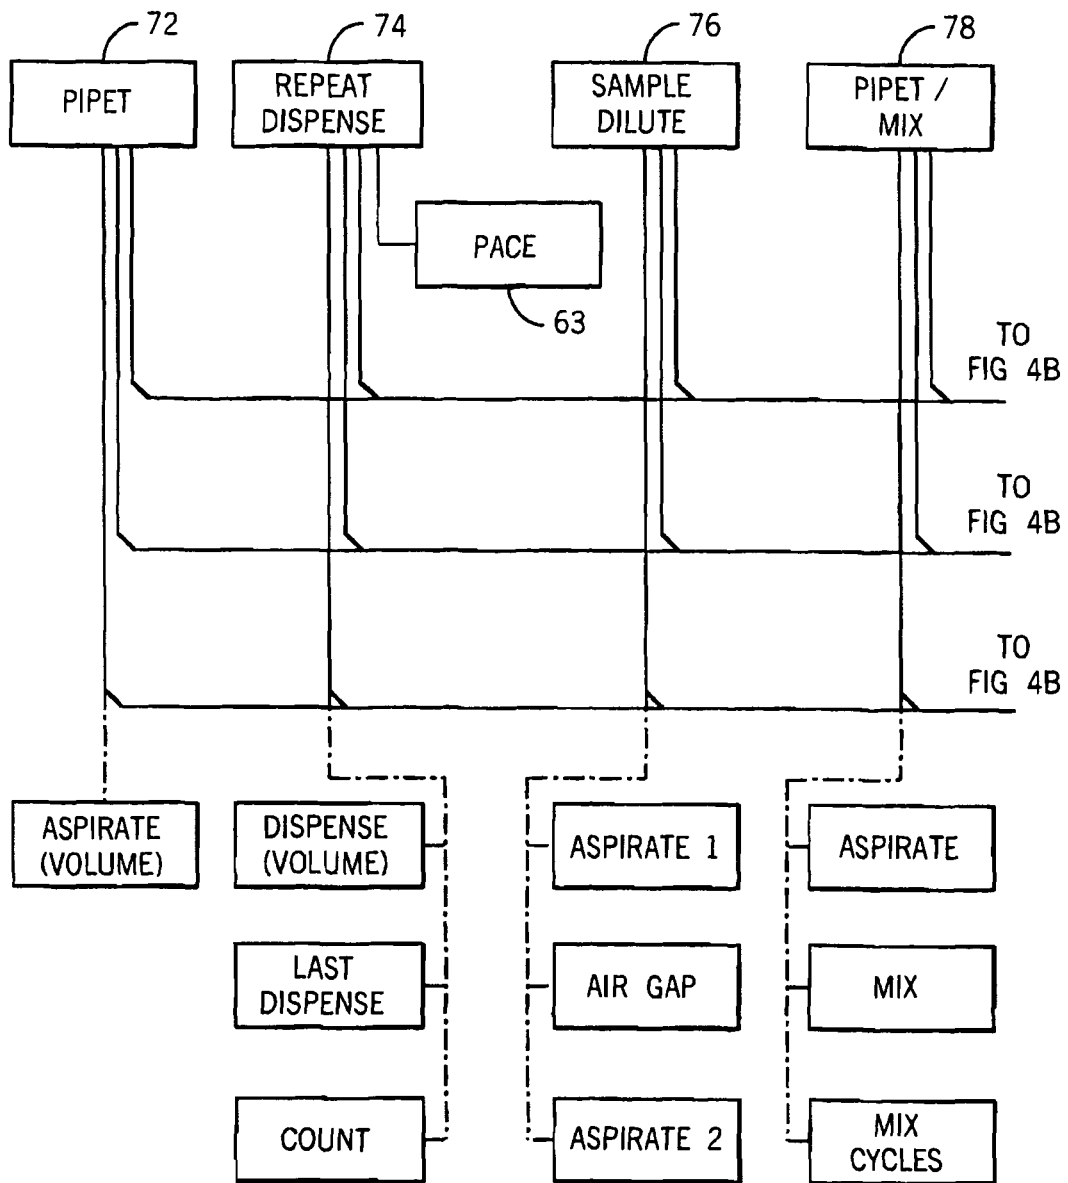 72
74
76
78
PIPET
REPEAT
DISPENSE
SAMPLE
DILUTE
PIPET /
MIX
PACE
63
TO
FIG 4B
TO
FIG 4B
TO
FIG 4B
ASPIRATE
(VOLUME)
DISPENSE
(VOLUME)
ASPIRATE 1
ASPIRATE
LAST
DISPENSE
AIR GAP
MIX
COUNT
ASPIRATE 2
MIX
CYCLES